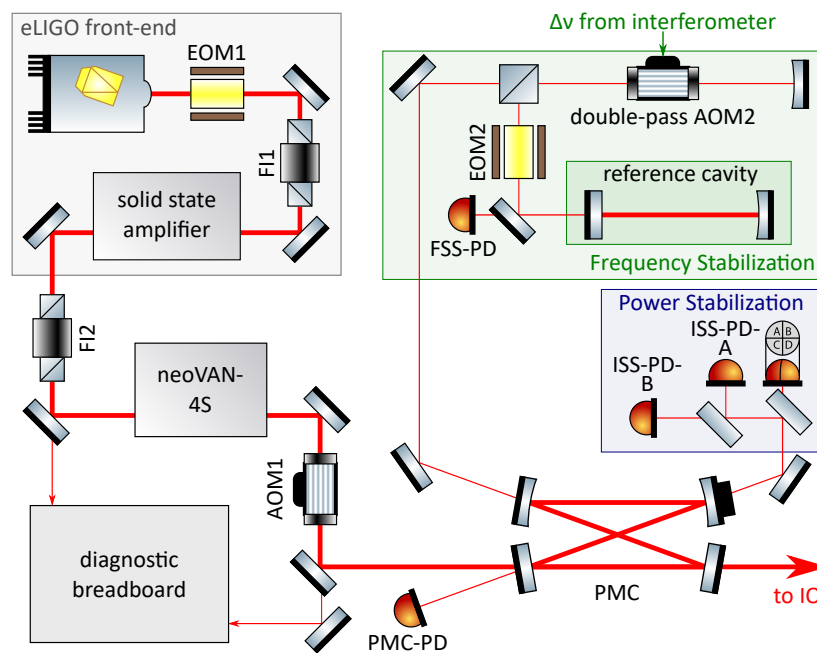 eLIGO front-end
EOM1
FI1
solid state
amplifier
FI2
neoVAN-
4S
AOM1
diagnostic
breadboard
PMC-PD
PMC
to IO
Δν from interferometer
double-pass AOM2
EOM2
reference cavity
FSS-PD
Frequency Stabilization
Power Stabilization
ISS-PD-
A
A B
C D
ISS-PD-
B